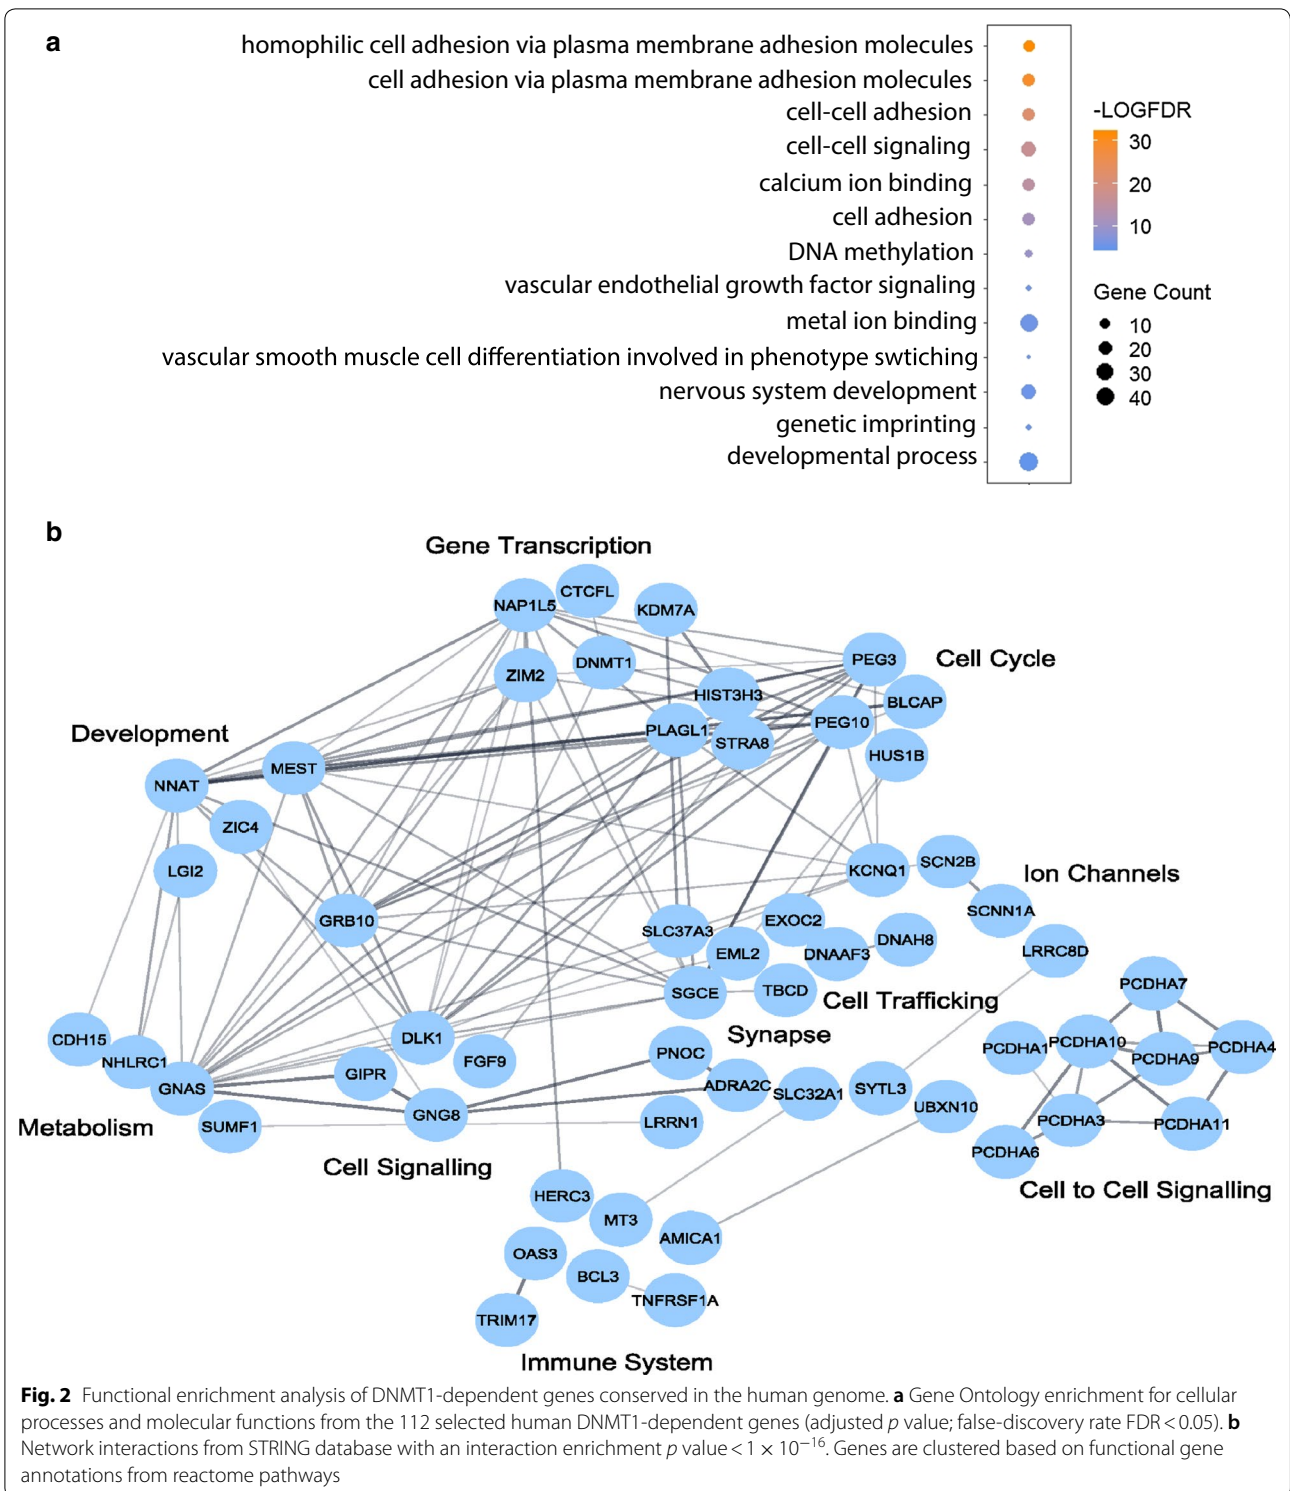 a
homophilic cell adhesion via plasma membrane adhesion molecules
cell adhesion via plasma membrane adhesion molecules
cell-cell adhesion
cell-cell signaling
calcium ion binding
cell adhesion
DNA methylation
vascular endothelial growth factor signaling
metal ion binding
vascular smooth muscle cell differentiation involved in phenotype swtiching
nervous system development
genetic imprinting
developmental process
-LOGFDR
30
20
10
Gene Count
10
20
30
40
b
Gene Transcription
CTCFL
NAP1L5
KDM7A
DNMT1
ZIM2
HIST3H3
PLAGL1
STRA8
PEG3
Cell Cycle
BLCAP
PEG10
HUS1B
Development
MEST
NNAT
ZIC4
LGI2
GRB10
KCNQ1
SCN2B
Ion Channels
SCNN1A
LRRC8D
SLC37A3
EXOC2
EML2
DNAAF3
DNAH8
SGCE
TBCD
Cell Trafficking
Synapse
PCDHA7
PCDHA1
PCDHA10
PCDHA9
PCDHA4
PCDHA3
PCDHA11
PCDHA6
Cell to Cell Signalling
CDH15
NHLRC1
GNAS
SUMF1
Metabolism
DLK1
GIPR
FGF9
GNG8
Cell Signalling
PNOC
ADRA2C
SLC32A1
SYTL3
UBXN10
LRRN1
HERC3
MT3
AMICA1
OAS3
BCL3
TNFRSF1A
TRIM17
Immune System
Fig. 2 Functional enrichment analysis of DNMT1-dependent genes conserved in the human genome. a Gene Ontology enrichment for cellular
processes and molecular functions from the 112 selected human DNMT1-dependent genes (adjusted p value; false-discovery rate FDR < 0.05). b
Network interactions from STRING database with an interaction enrichment p value < 1 × 10⁻¹⁶. Genes are clustered based on functional gene
annotations from reactome pathways